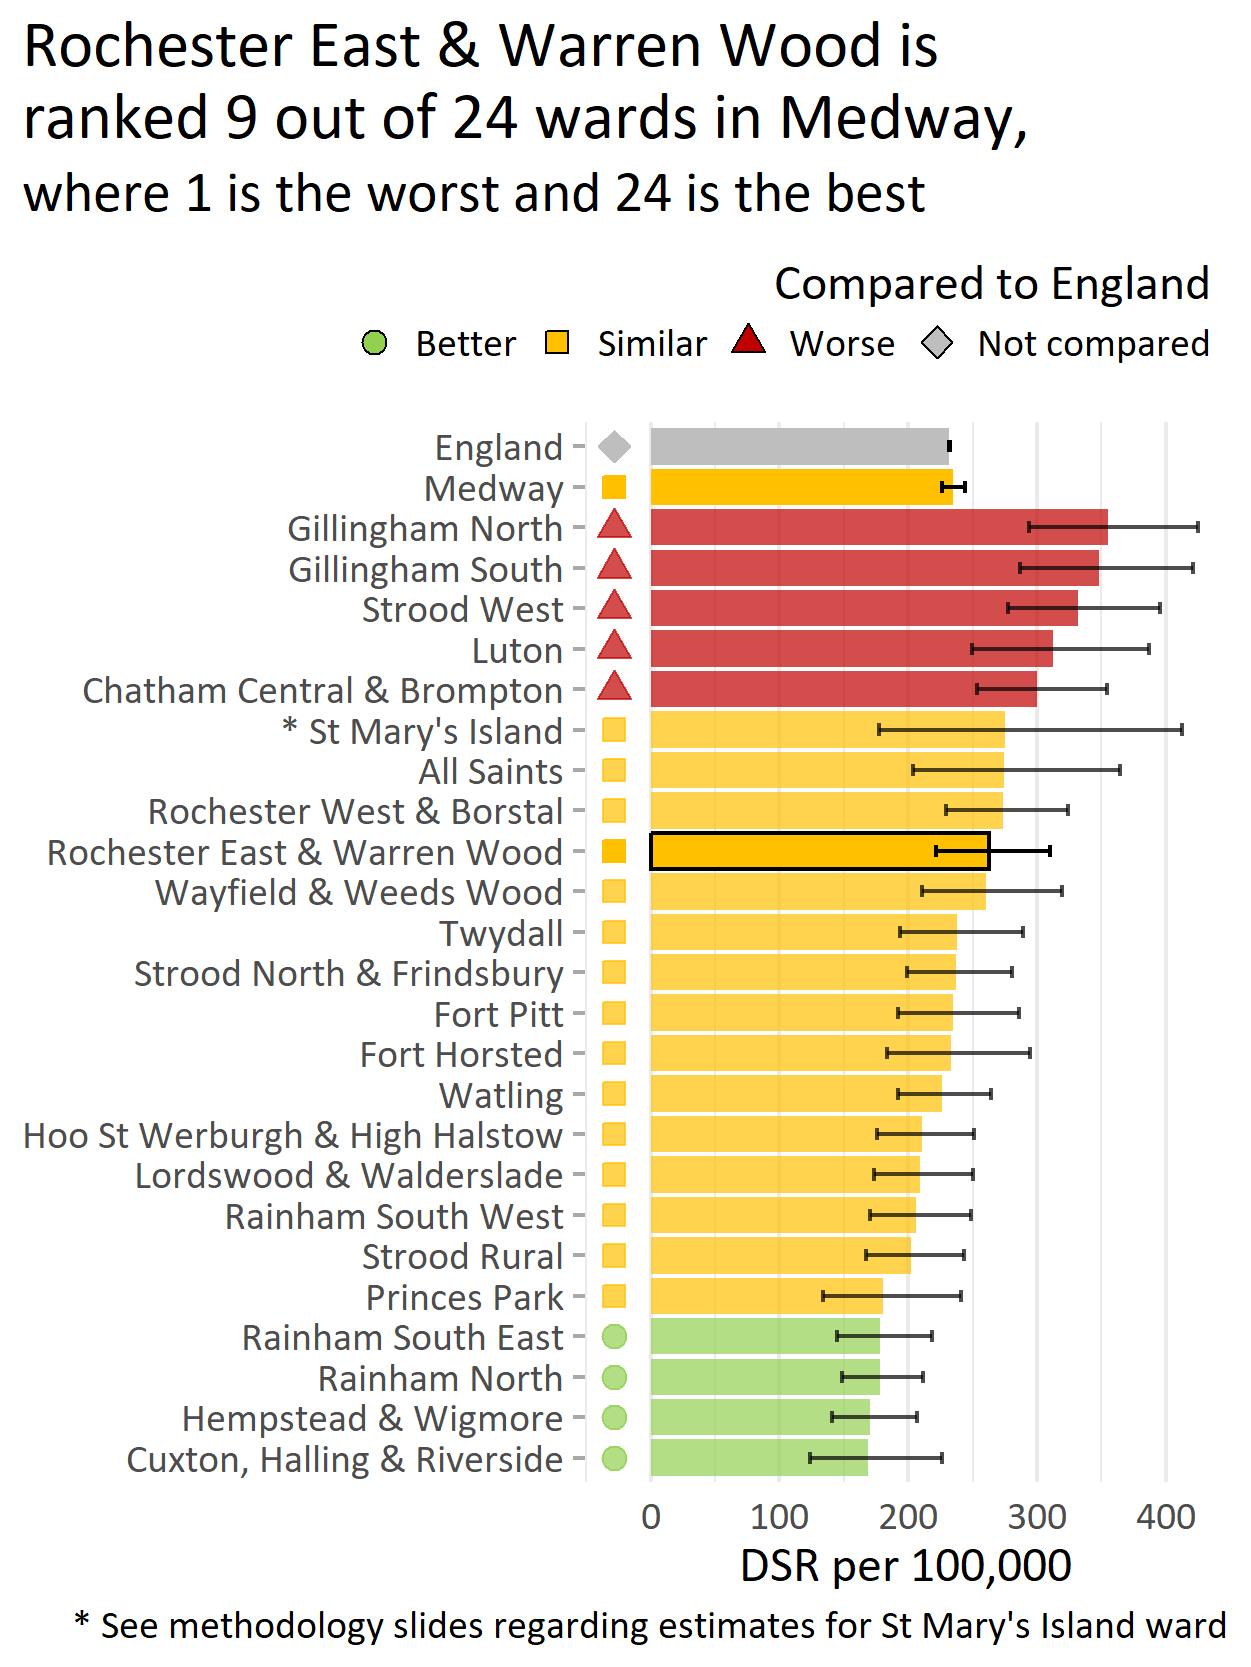 Rochester East & Warren Wood is
ranked 9 out of 24 wards in Medway,
where 1 is the worst and 24 is the best
Compared to England
Better Similar Worse Not compared
England
Medway
Gillingham North
Gillingham South
Strood West
Luton
Chatham Central & Brompton
* St Mary's Island
All Saints
Rochester West & Borstal
Rochester East & Warren Wood
Wayfield & Weeds Wood
Twydall
Strood North & Frindsbury
Fort Pitt
Fort Horsted
Watling
Hoo St Werburgh & High Halstow
Lordswood & Walderslade
Rainham South West
Strood Rural
Princes Park
Rainham South East
Rainham North
Hempstead & Wigmore
Cuxton, Halling & Riverside
0 100 200 300 400
DSR per 100,000
* See methodology slides regarding estimates for St Mary's Island ward